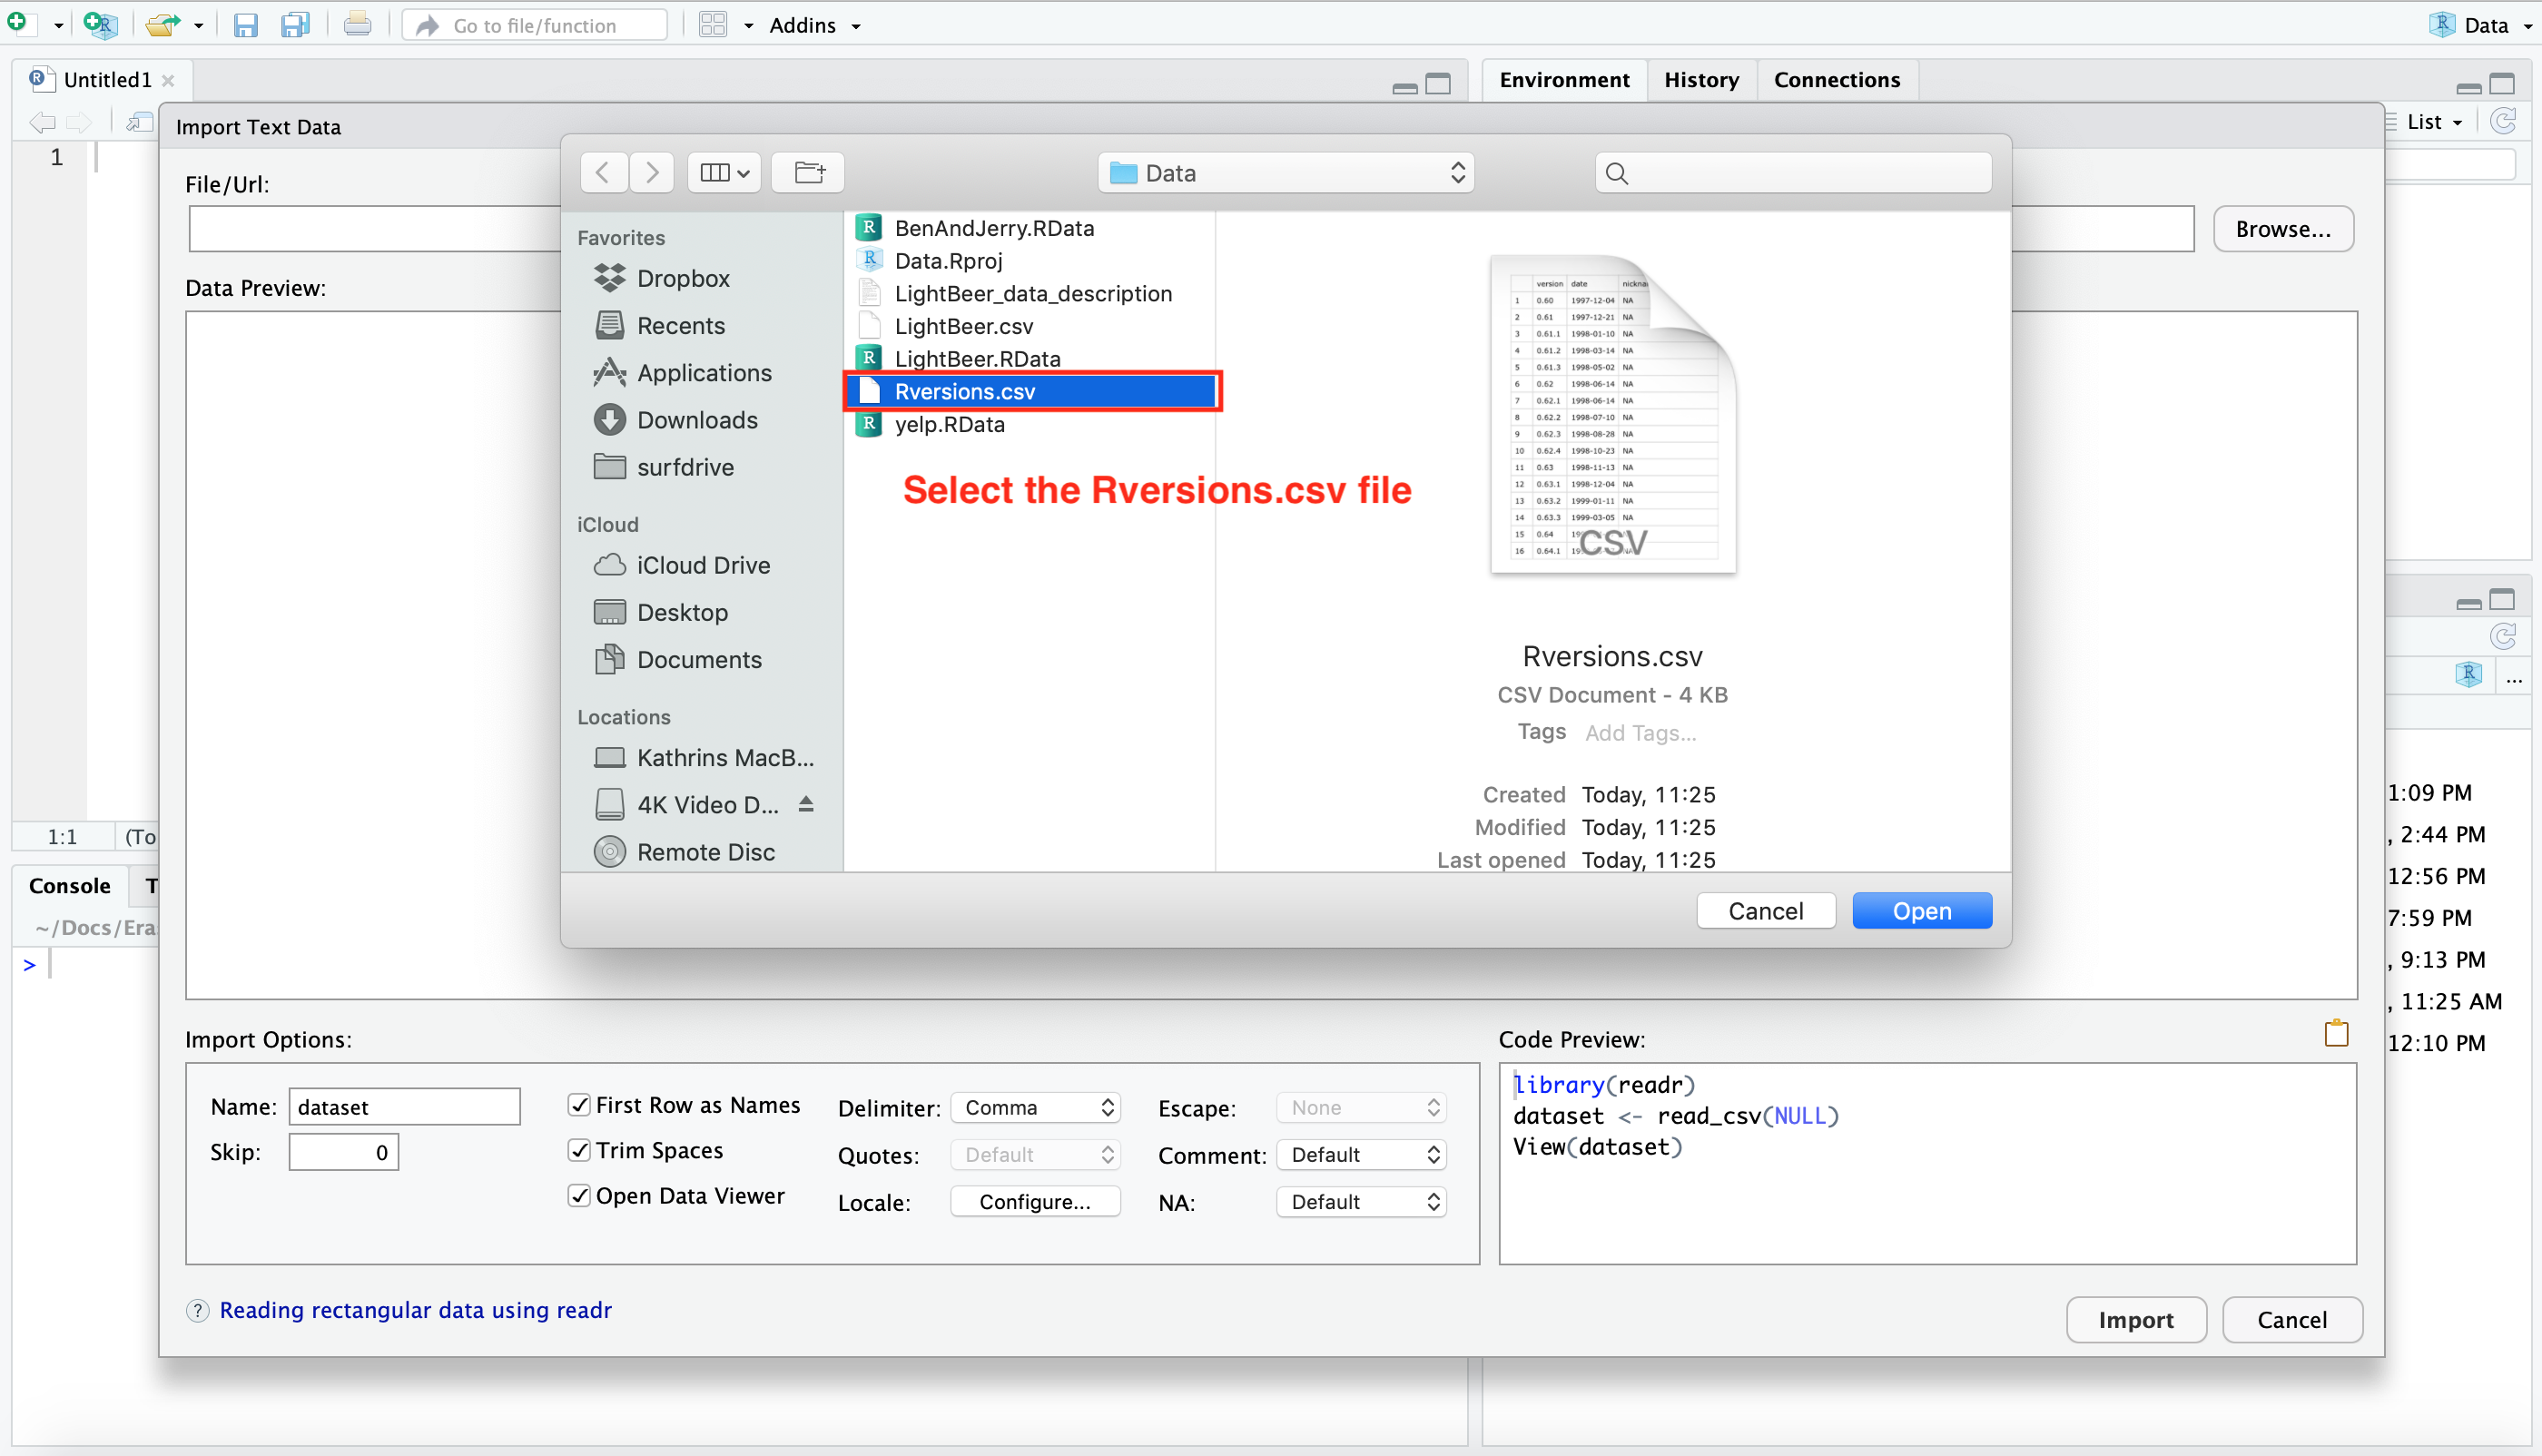 Go to file/function
Addins
Data
Untitled1
Environment
History
Connections
Import Text Data
List
1
File/Url:
Browse...
Data Preview:
Data
Favorites
Dropbox
Recents
Applications
Downloads
surfdrive
iCloud
iCloud Drive
Desktop
Documents
Locations
Kathrins MacB...
4K Video D...
Remote Disc
BenAndJerry.RData
Data.Rproj
LightBeer_data_description
LightBeer.csv
LightBeer.RData
Rversions.csv
yelp.RData
Select the Rversions.csv file
version date
1 0.60 1997-12-04 NA
2 0.61 1997-12-21 NA
3 0.61.1 1998-01-10 NA
4 0.61.2 1998-03-14 NA
5 0.61.3 1998-05-02 NA
6 0.62 1998-06-14 NA
7 0.62.1 1998-06-14 NA
8 0.62.2 1998-07-10 NA
9 0.62.3 1998-08-28 NA
10 0.62.4 1998-10-23 NA
11 0.63 1998-11-13 NA
12 0.63.1 1998-12-04 NA
13 0.63.2 1999-01-11 NA
14 0.63.3 1999-03-05 NA
15 0.64
16 0.64.1
CSV
Rversions.csv
CSV Document - 4 KB
Tags Add Tags...
Created Today, 11:25
Modified Today, 11:25
Last opened Today, 11:25
Cancel
Open
1:1
(To
Console
T
~/Docs/Era
>
...
1:09 PM
, 2:44 PM
12:56 PM
7:59 PM
, 9:13 PM
, 11:25 AM
12:10 PM
Import Options:
Name: dataset
Skip: 0
First Row as Names
Trim Spaces
Open Data Viewer
Delimiter: Comma
Quotes: Default
Locale: Configure...
Escape: None
Comment: Default
NA: Default
Code Preview:
library(readr)
dataset <- read_csv(NULL)
View(dataset)
? Reading rectangular data using readr
Import
Cancel